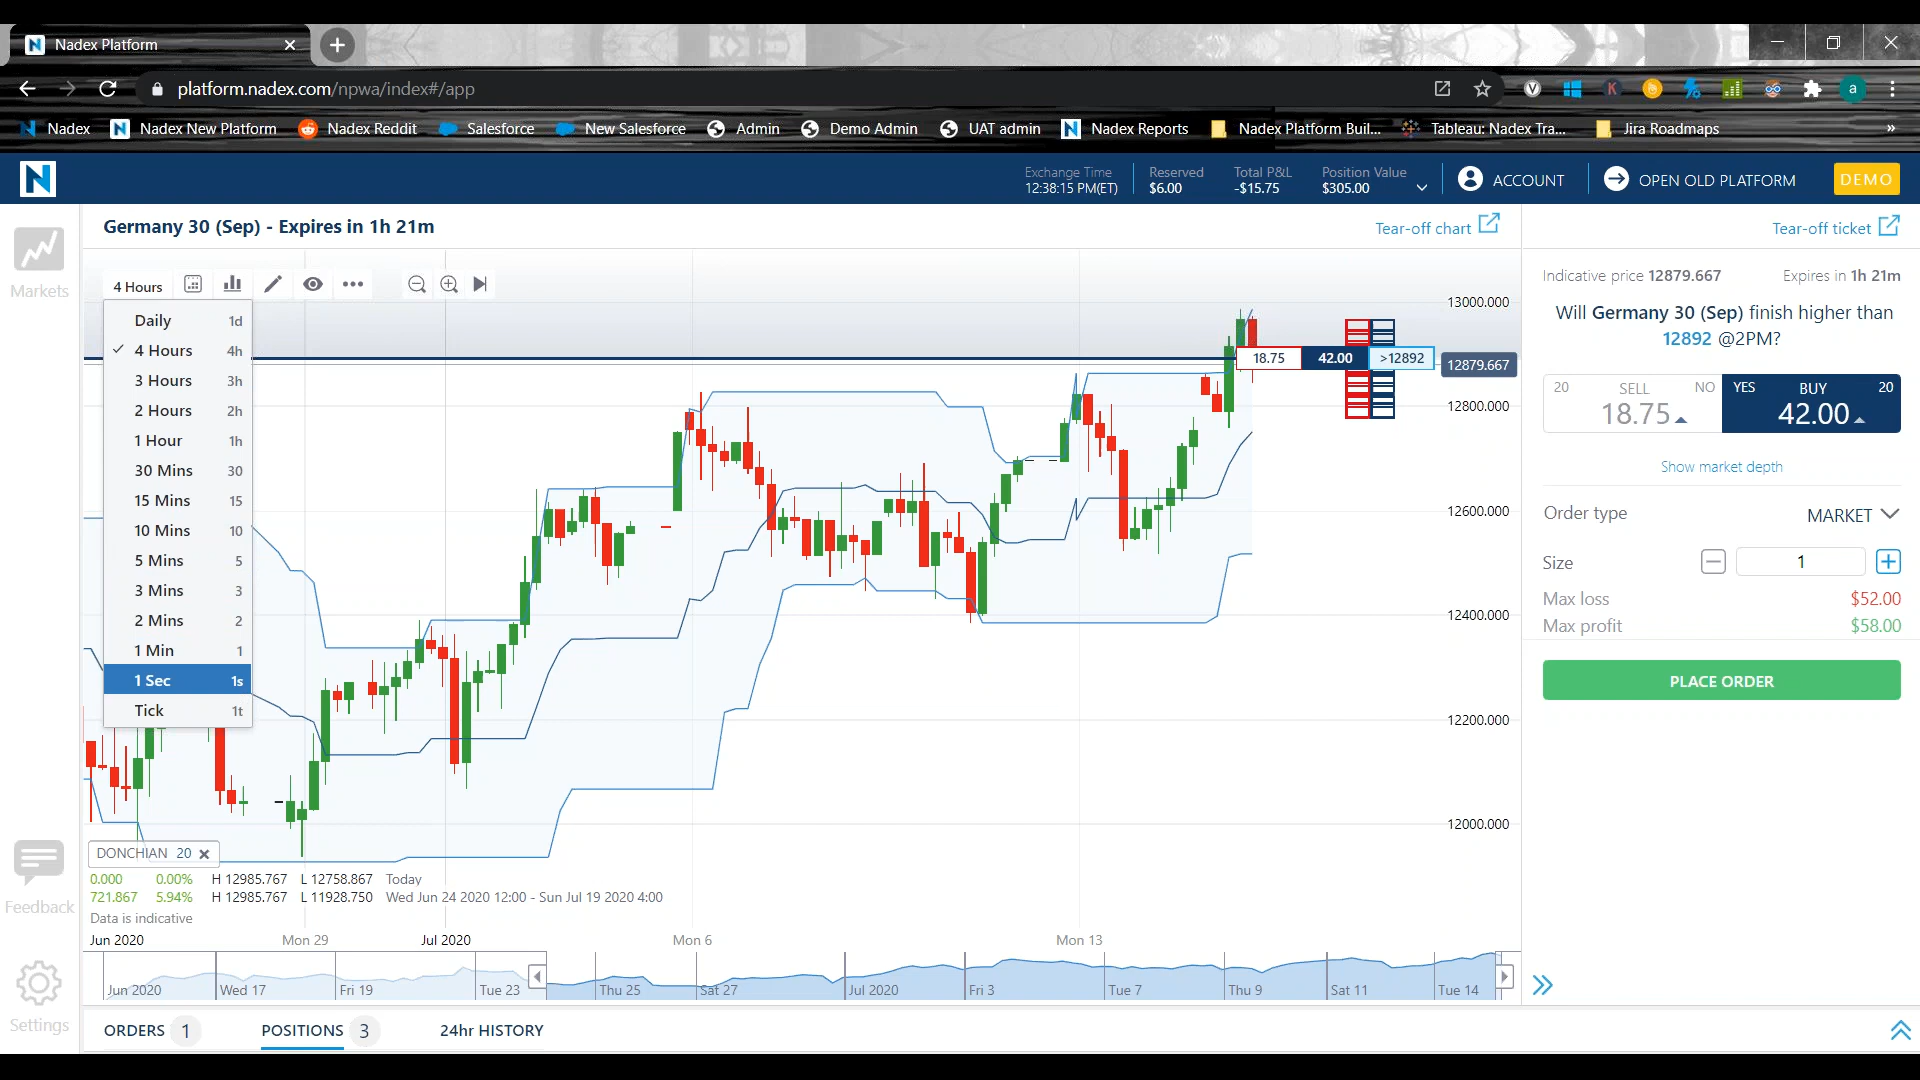 Nadex Platform
platform.nadex.com/npwa/index#/app
Nadex
Nadex New Platform
Nadex Reddit
Salesforce
New Salesforce
Admin
Demo Admin
UAT admin
Nadex Reports
Nadex Platform Buil...
Tableau: Nadex Tra...
Jira Roadmaps
»
Exchange Time
12:38:15 PM(ET)
Reserved
$6.00
Total P&L
-$15.75
Position Value
$305.00
ACCOUNT
OPEN OLD PLATFORM
DEMO
Markets
Feedback
Settings
Germany 30 (Sep) - Expires in 1h 21m
Tear-off chart
4 Hours
Daily 1d
4 Hours 4h
3 Hours 3h
2 Hours 2h
1 Hour 1h
30 Mins 30
15 Mins 15
10 Mins 10
5 Mins 5
3 Mins 3
2 Mins 2
1 Min 1
1 Sec 1s
Tick 1t
13000.000
18.75 42.00 >12892
12879.667
12800.000
12600.000
12400.000
12200.000
12000.000
DONCHIAN 20
0.000 0.00% H 12985.767 L 12758.867 Today
721.867 5.94% H 12985.767 L 11928.750 Wed Jun 24 2020 12:00 - Sun Jul 19 2020 4:00
Data is indicative
Jun 2020 Mon 29 Jul 2020 Mon 6 Mon 13
Jun 2020 Wed 17 Fri 19 Tue 23 Thu 25 Sat 27 Jul 2020 Fri 3 Tue 7 Thu 9 Sat 11 Tue 14
ORDERS 1
POSITIONS 3
24hr HISTORY
Tear-off ticket
Indicative price 12879.667
Expires in 1h 21m
Will Germany 30 (Sep) finish higher than
12892 @2PM?
20 SELL NO
18.75
YES BUY 20
42.00
Show market depth
Order type MARKET
Size 1
Max loss $52.00
Max profit $58.00
PLACE ORDER